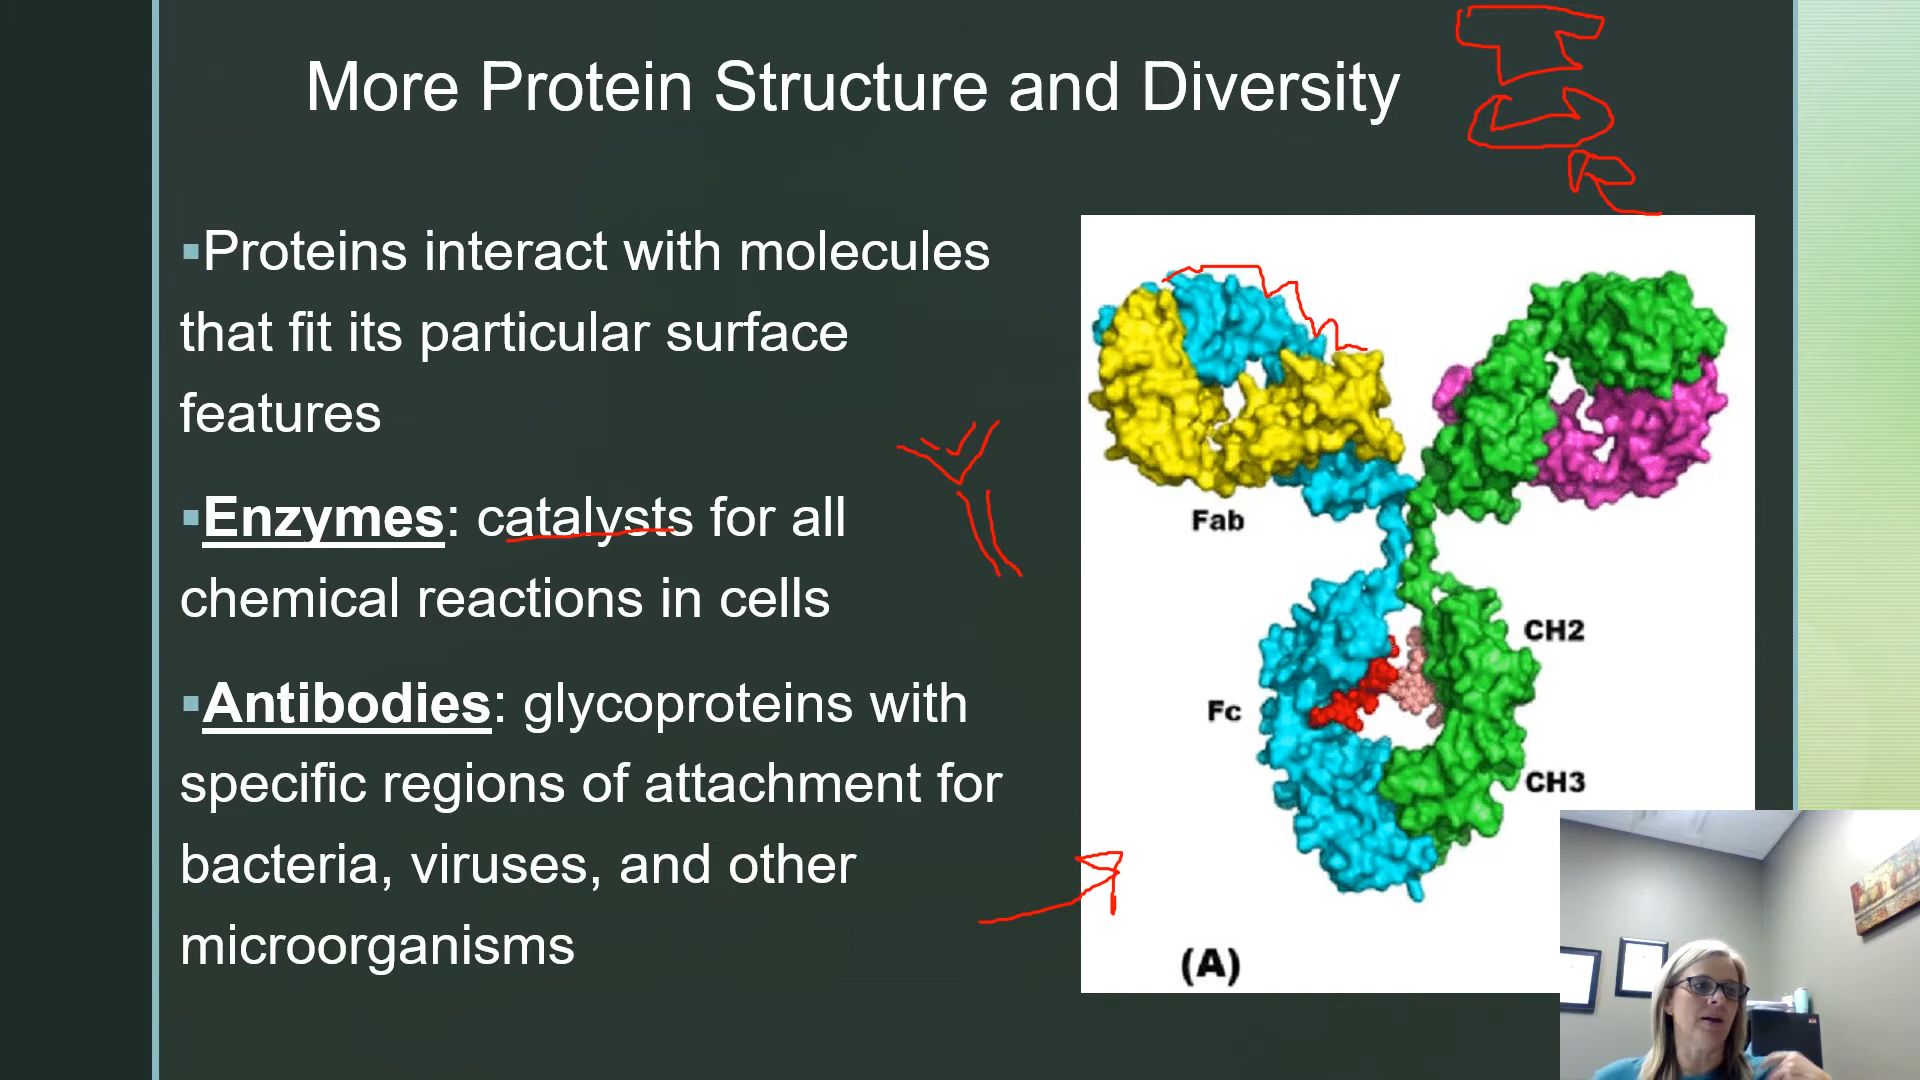 More Protein Structure and Diversity
▪Proteins interact with molecules
that fit its particular surface
features
▪Enzymes: catalysts for all
chemical reactions in cells
▪Antibodies: glycoproteins with
specific regions of attachment for
bacteria, viruses, and other
microorganisms
Fab
CH2
Fc
CH3
(A)